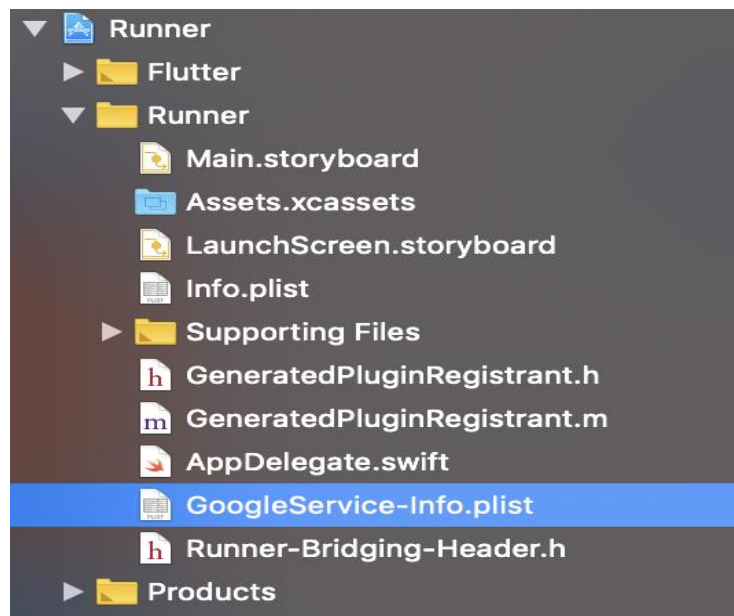 Runner
Flutter
Runner
Main.storyboard
Assets.xcassets
LaunchScreen.storyboard
Info.plist
Supporting Files
h GeneratedPluginRegistrant.h
m GeneratedPluginRegistrant.m
AppDelegate.swift
GoogleService-Info.plist
h Runner-Bridging-Header.h
Products